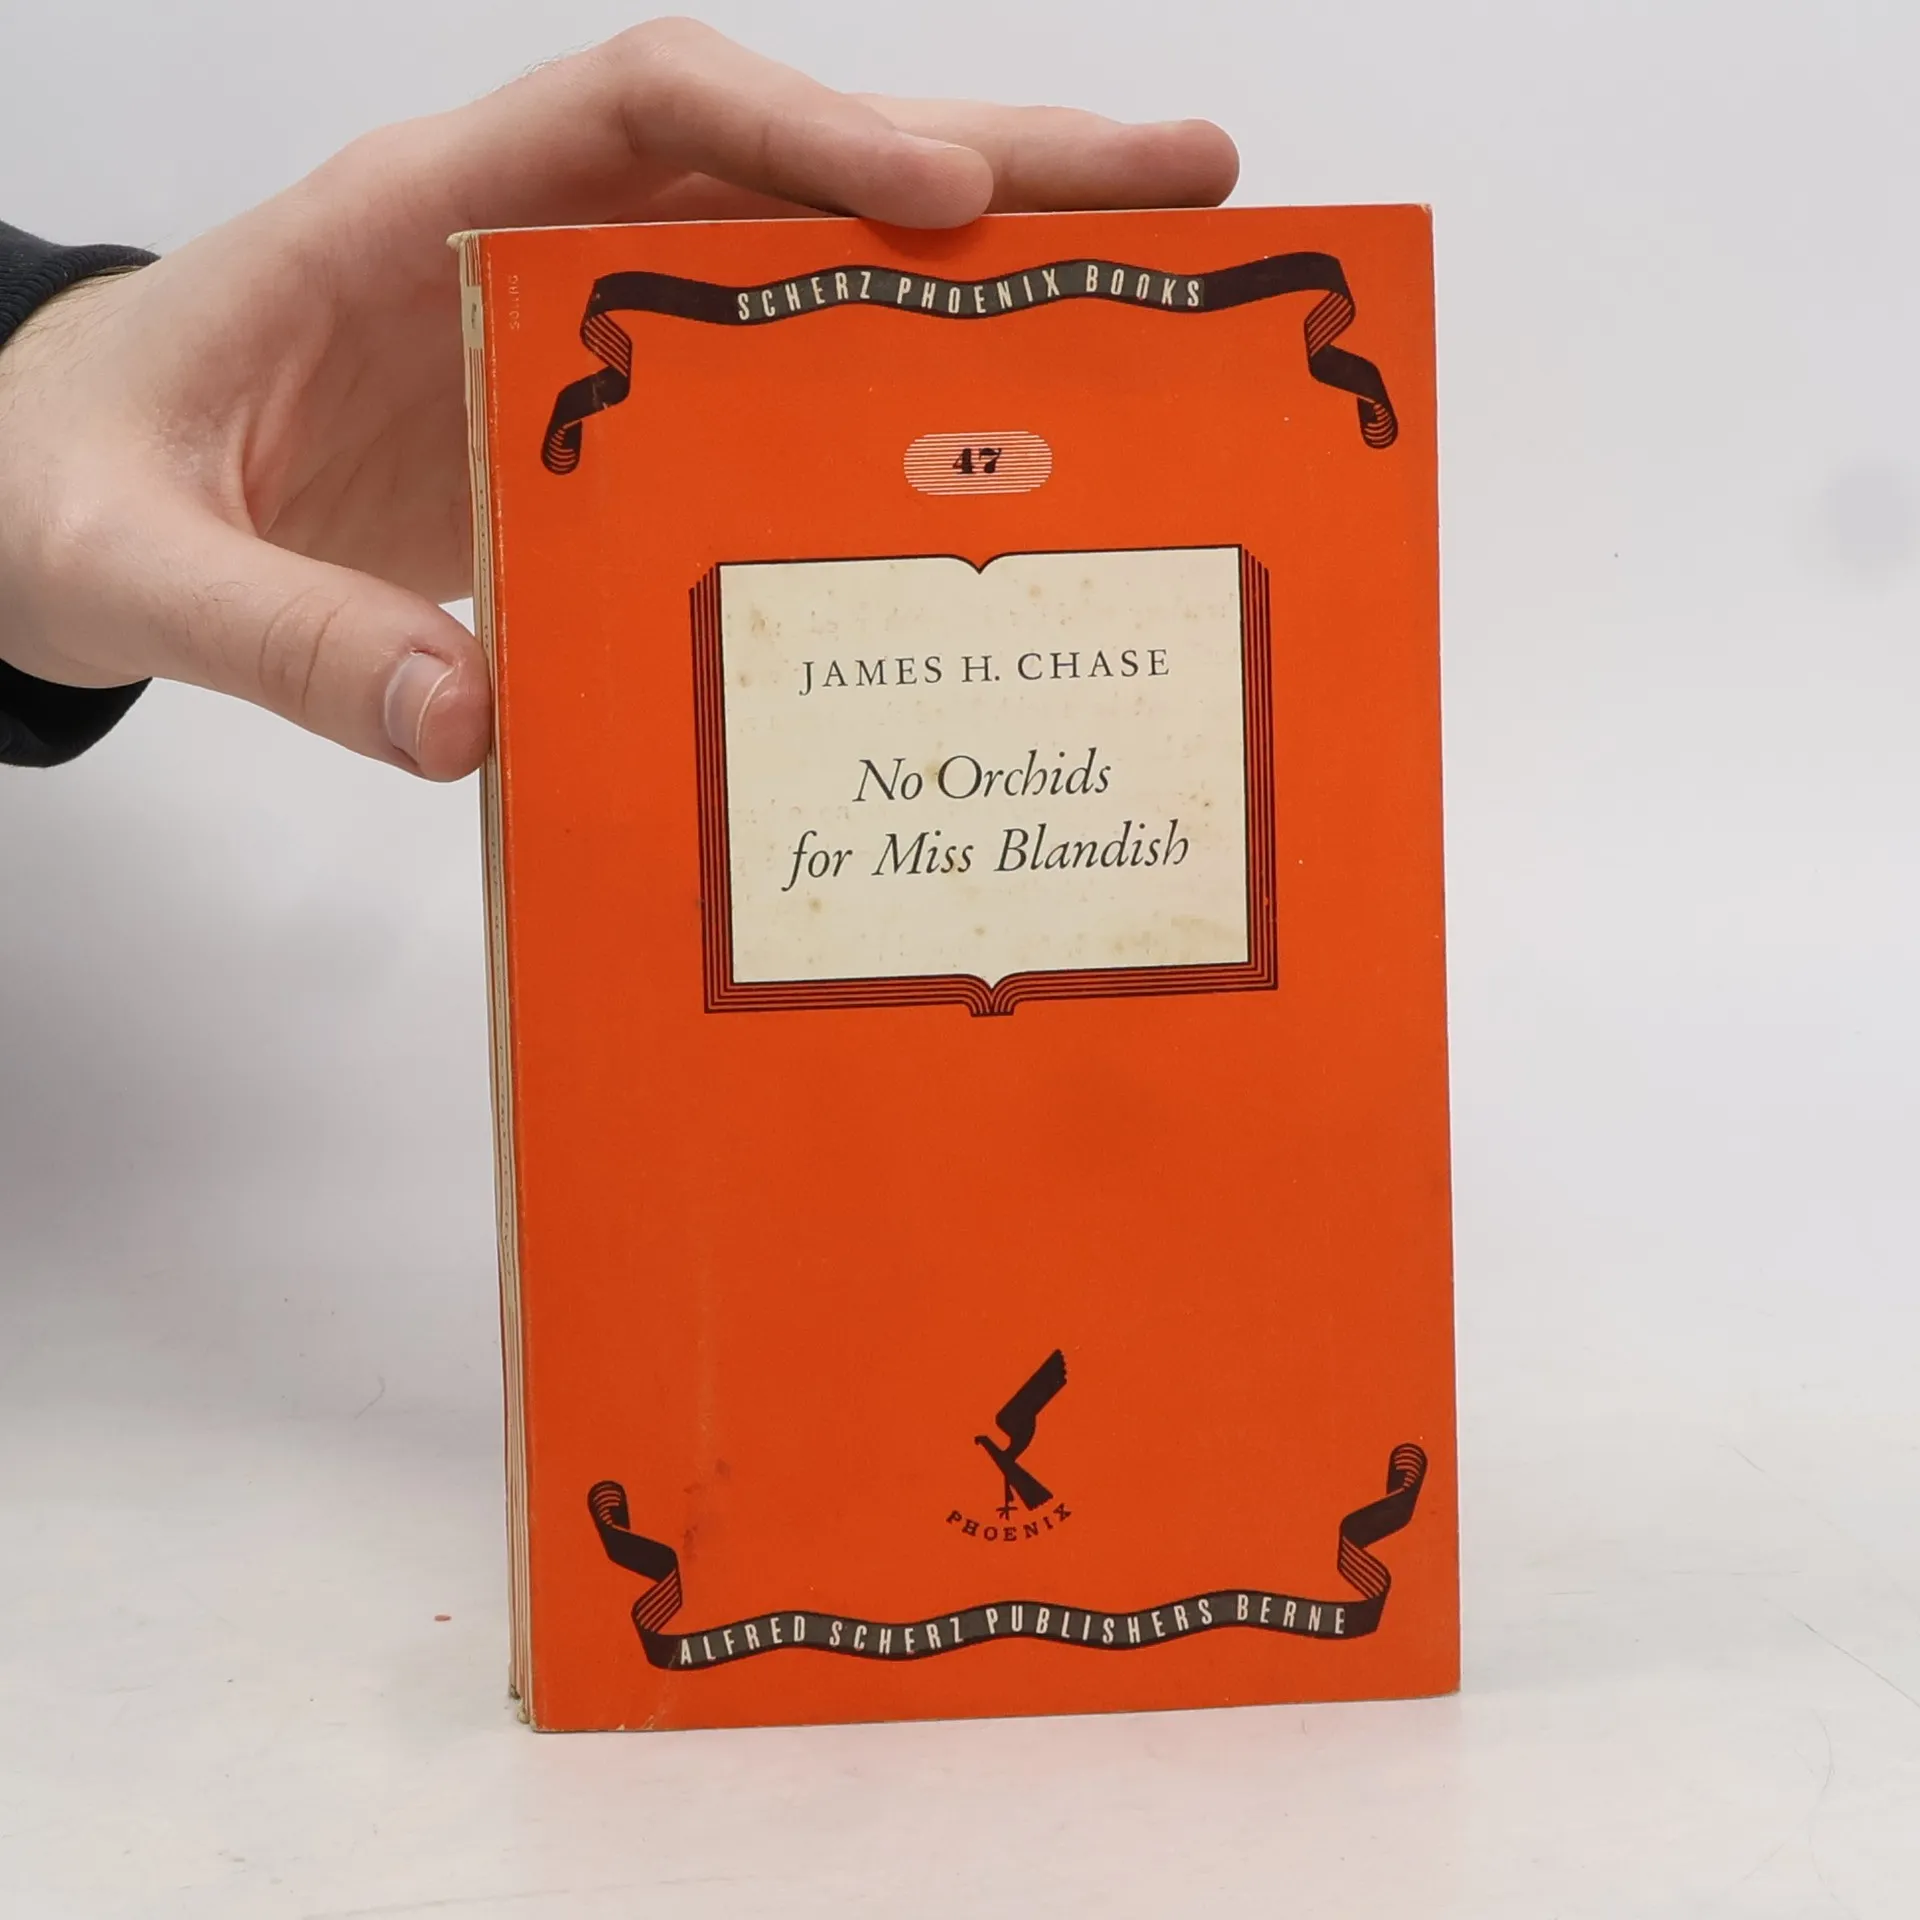 SCHERZ PHOENIX BOOKS
47
JAMES H. CHASE
No Orchids
for Miss Blandish
PHOENIX
ALFRED SCHERZ PUBLISHERS BERNE